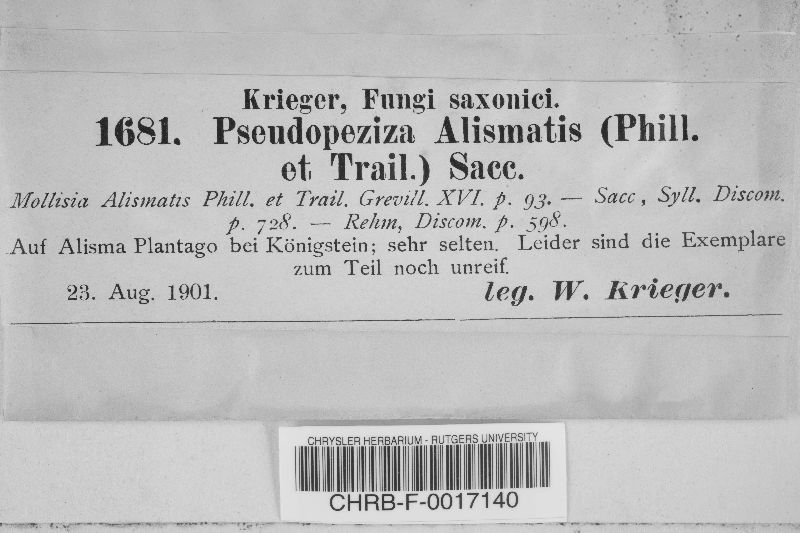 Krieger, Fungi saxonici.
1681. Pseudopeziza Alismatis (Phill.
et Trail.) Sacc.
Mollisia Alismatis Phill. et Trail. Grevill. XVI. p. 93. — Sacc, Syll. Discom.
p. 728. — Rehm, Discom. p. 598.
Auf Alisma Plantago bei Königstein; sehr selten. Leider sind die Exemplare
zum Teil noch unreif.
23. Aug. 1901. leg. W. Krieger.
CHRYSLER HERBARIUM - RUTGERS UNIVERSITY
CHRB-F-0017140